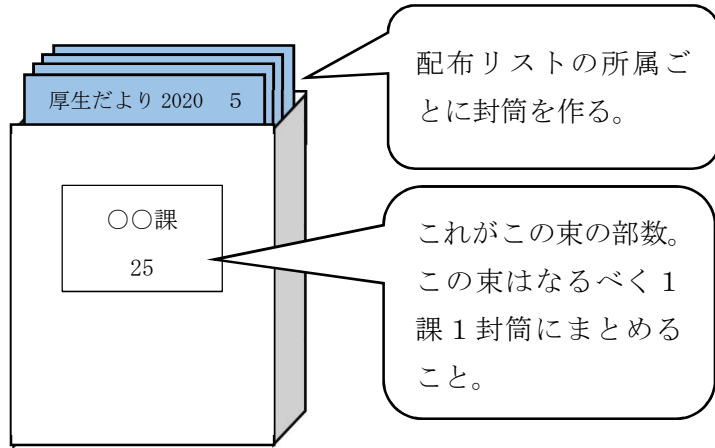 配布リストの所属ご
とに封筒を作る。
厚生だより 2020　5
○○課
25
これがこの束の部数。
この束はなるべく１
課１封筒にまとめる
こと。